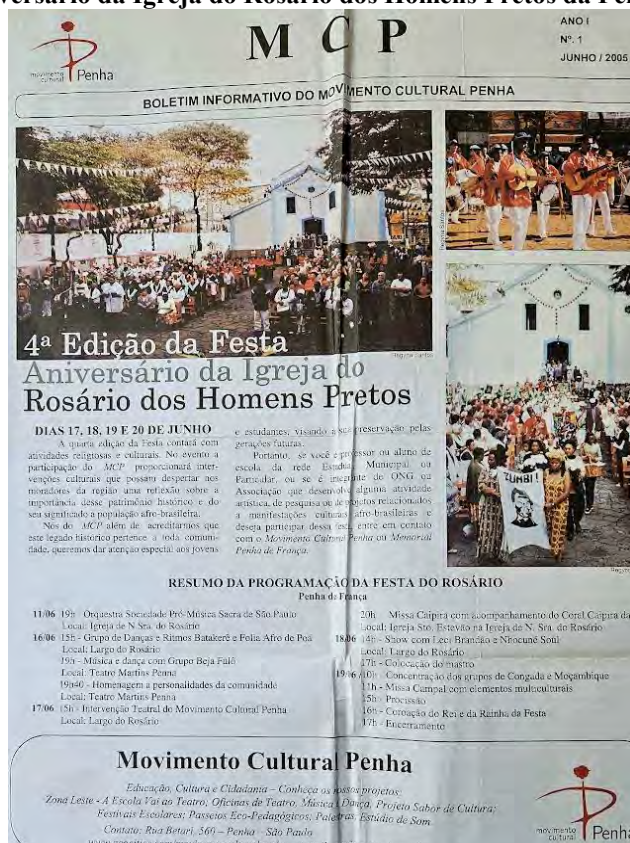 versário da Igreja do Rosário dos Homens Pretos da Pen
movimento cultural Penha
M C P
ANO I
Nº. 1
JUNHO / 2005
BOLETIM INFORMATIVO DO MOVIMENTO CULTURAL PENHA
4ª Edição da Festa
Aniversário da Igreja do
Rosário dos Homens Pretos
ZUMBI!
DIAS 17, 18, 19 E 20 DE JUNHO
A quarta edição da Festa contará com
atividades religiosas e culturais. No evento a
participação do MCP proporcionará inter-
venções culturais que possam despertar nos
moradores da região uma reflexão sobre a
importância desse patrimônio histórico e do
seu significado a população afro-brasileira.
Nós do MCP além de acreditarmos que
este legado histórico pertence a toda comuni-
dade, queremos dar atenção especial aos jovens
e estudantes, visando a sua preservação pelas
gerações futuras.
Portanto, se você é professor ou aluno de
escola da rede Estadual, Municipal ou
Particular, ou se é integrante de ONG ou
Associação que desenvolve alguma atividade
artística, de pesquisa ou de projetos relacionados
a manifestações culturais afro-brasileiras e
deseja participar dessa festa, entre em contato
com o Movimento Cultural Penha ou Memorial
Penha de França.
RESUMO DA PROGRAMAÇÃO DA FESTA DO ROSÁRIO
Penha de França
11/06 19h - Orquestra Sociedade Pró-Música Sacra de São Paulo
Local: Igreja de N.Sra. do Rosário
16/06 15h - Grupo de Danças e Ritmos Batakerê e Folia Afro de Poá
Local: Largo do Rosário
19h - Música e dança com Grupo Beja Fulô
Local: Teatro Martins Penna
19h40 - Homenagem a personalidades da comunidade
Local: Teatro Martins Penna
17/06 15h - Intervenção Teatral do Movimento Cultural Penha
Local: Largo do Rosário
20h - Missa Caipira com acompanhamento do Coral Caipira da
Local: Igreja Sto. Estevão na Igreja de N. Sra. do Rosário
18/06 14h - Show com Leci Brandão e Soul
Local: Largo do Rosário
17h - Colocação do mastro
19/06 10h - Concentração dos grupos de Congada e Moçambique
11h - Missa Campal com elementos multiculturais
15h - Procissão
16h - Coroação do Rei e da Rainha da Festa
17h - Encerramento
Movimento Cultural Penha
Educação, Cultura e Cidadania – Conheça os nossos projetos:
Zona Leste - A Escola Vai ao Teatro; Oficinas de Teatro, Música e Dança, Projeto Sabor de Cultura;
Festivais Escolares; Passeios Eco-Pedagógicos; Palestras, Estúdio de Som.
Contato: Rua Betari, 560 – Penha – São Paulo
movimento cultural Penha